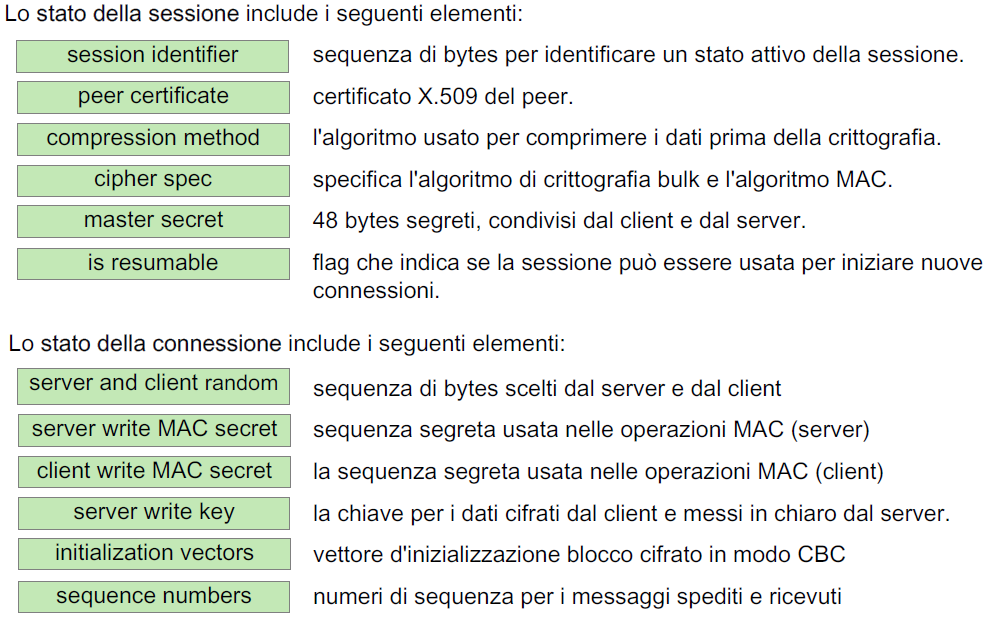 Lo stato della sessione include i seguenti elementi:
session identifier sequenza di bytes per identificare un stato attivo della sessione.
peer certificate certificato X.509 del peer.
compression method l'algoritmo usato per comprimere i dati prima della crittografia.
cipher spec specifica l'algoritmo di crittografia bulk e l'algoritmo MAC.
master secret 48 bytes segreti, condivisi dal client e dal server.
is resumable flag che indica se la sessione può essere usata per iniziare nuove
connessioni.
Lo stato della connessione include i seguenti elementi:
server and client random sequenza di bytes scelti dal server e dal client
server write MAC secret sequenza segreta usata nelle operazioni MAC (server)
client write MAC secret la sequenza segreta usata nelle operazioni MAC (client)
server write key la chiave per i dati cifrati dal client e messi in chiaro dal server.
initialization vectors vettore d'inizializzazione blocco cifrato in modo CBC
sequence numbers numeri di sequenza per i messaggi spediti e ricevuti